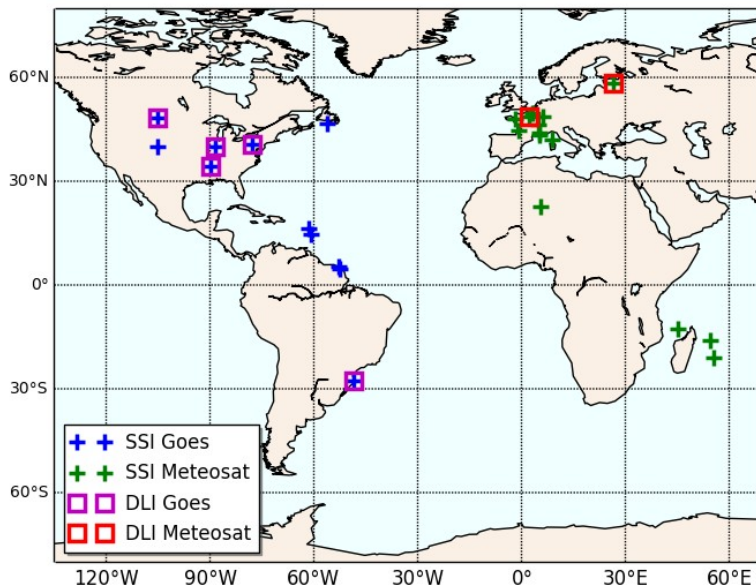 60°N
30°N
0°
30°S
60°S
SSI Goes
SSI Meteosat
DLI Goes
DLI Meteosat
120°W 90°W 60°W 30°W 0° 30°E 60°E